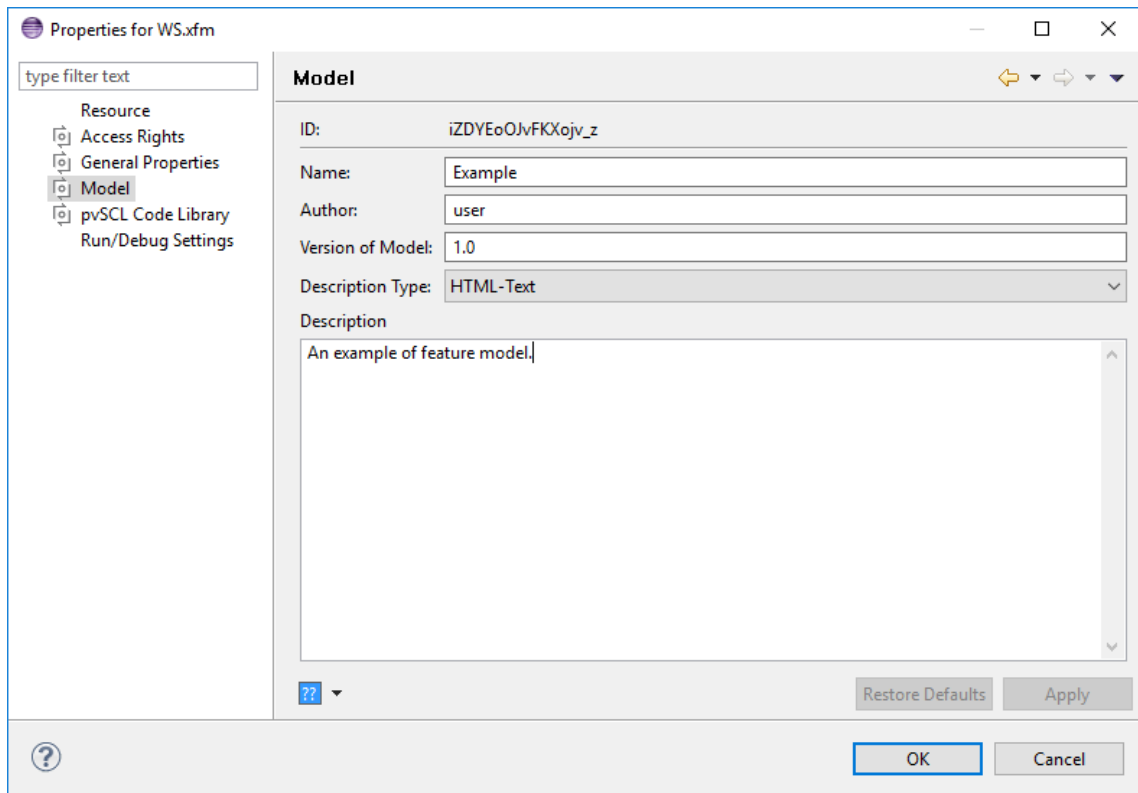 Properties for WS.xfm
type filter text
Resource
Access Rights
General Properties
Model
pvSCL Code Library
Run/Debug Settings
Model
ID: iZDYEoOJvFKXojv_z
Name: Example
Author: user
Version of Model: 1.0
Description Type: HTML-Text
Description
An example of feature model.
??
Restore Defaults Apply
?
OK Cancel